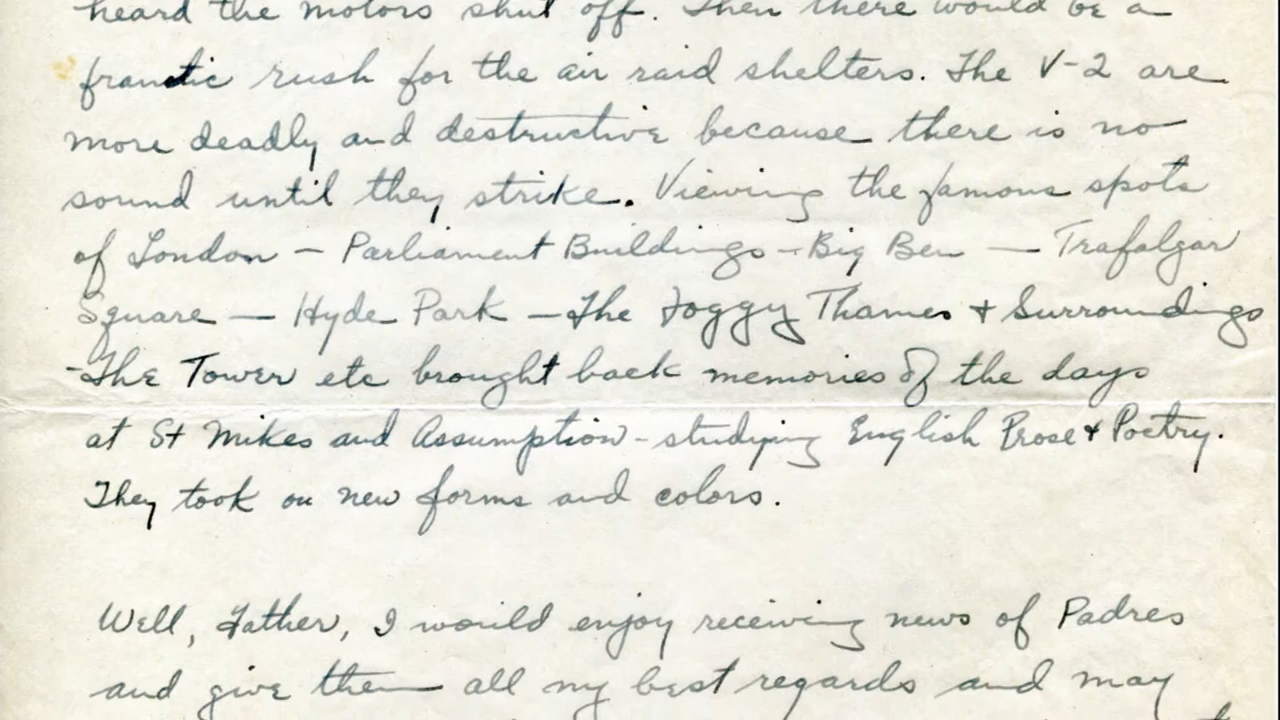 heard the motors shut off. Then there would be a
frantic rush for the air raid shelters. The V-2 are
more deadly and destructive because there is no
sound until they strike. Viewing the famous spots
of London — Parliament Buildings - Big Ben — Trafalgar
Square — Hyde Park — The Foggy Thames + Surroundings
- The Tower etc brought back memories of the days
at St Mikes and Assumption - studying English Prose + Poetry.
They took on new forms and colors.
Well, Father, I would enjoy receiving news of Padres
and give them all my best regards and may